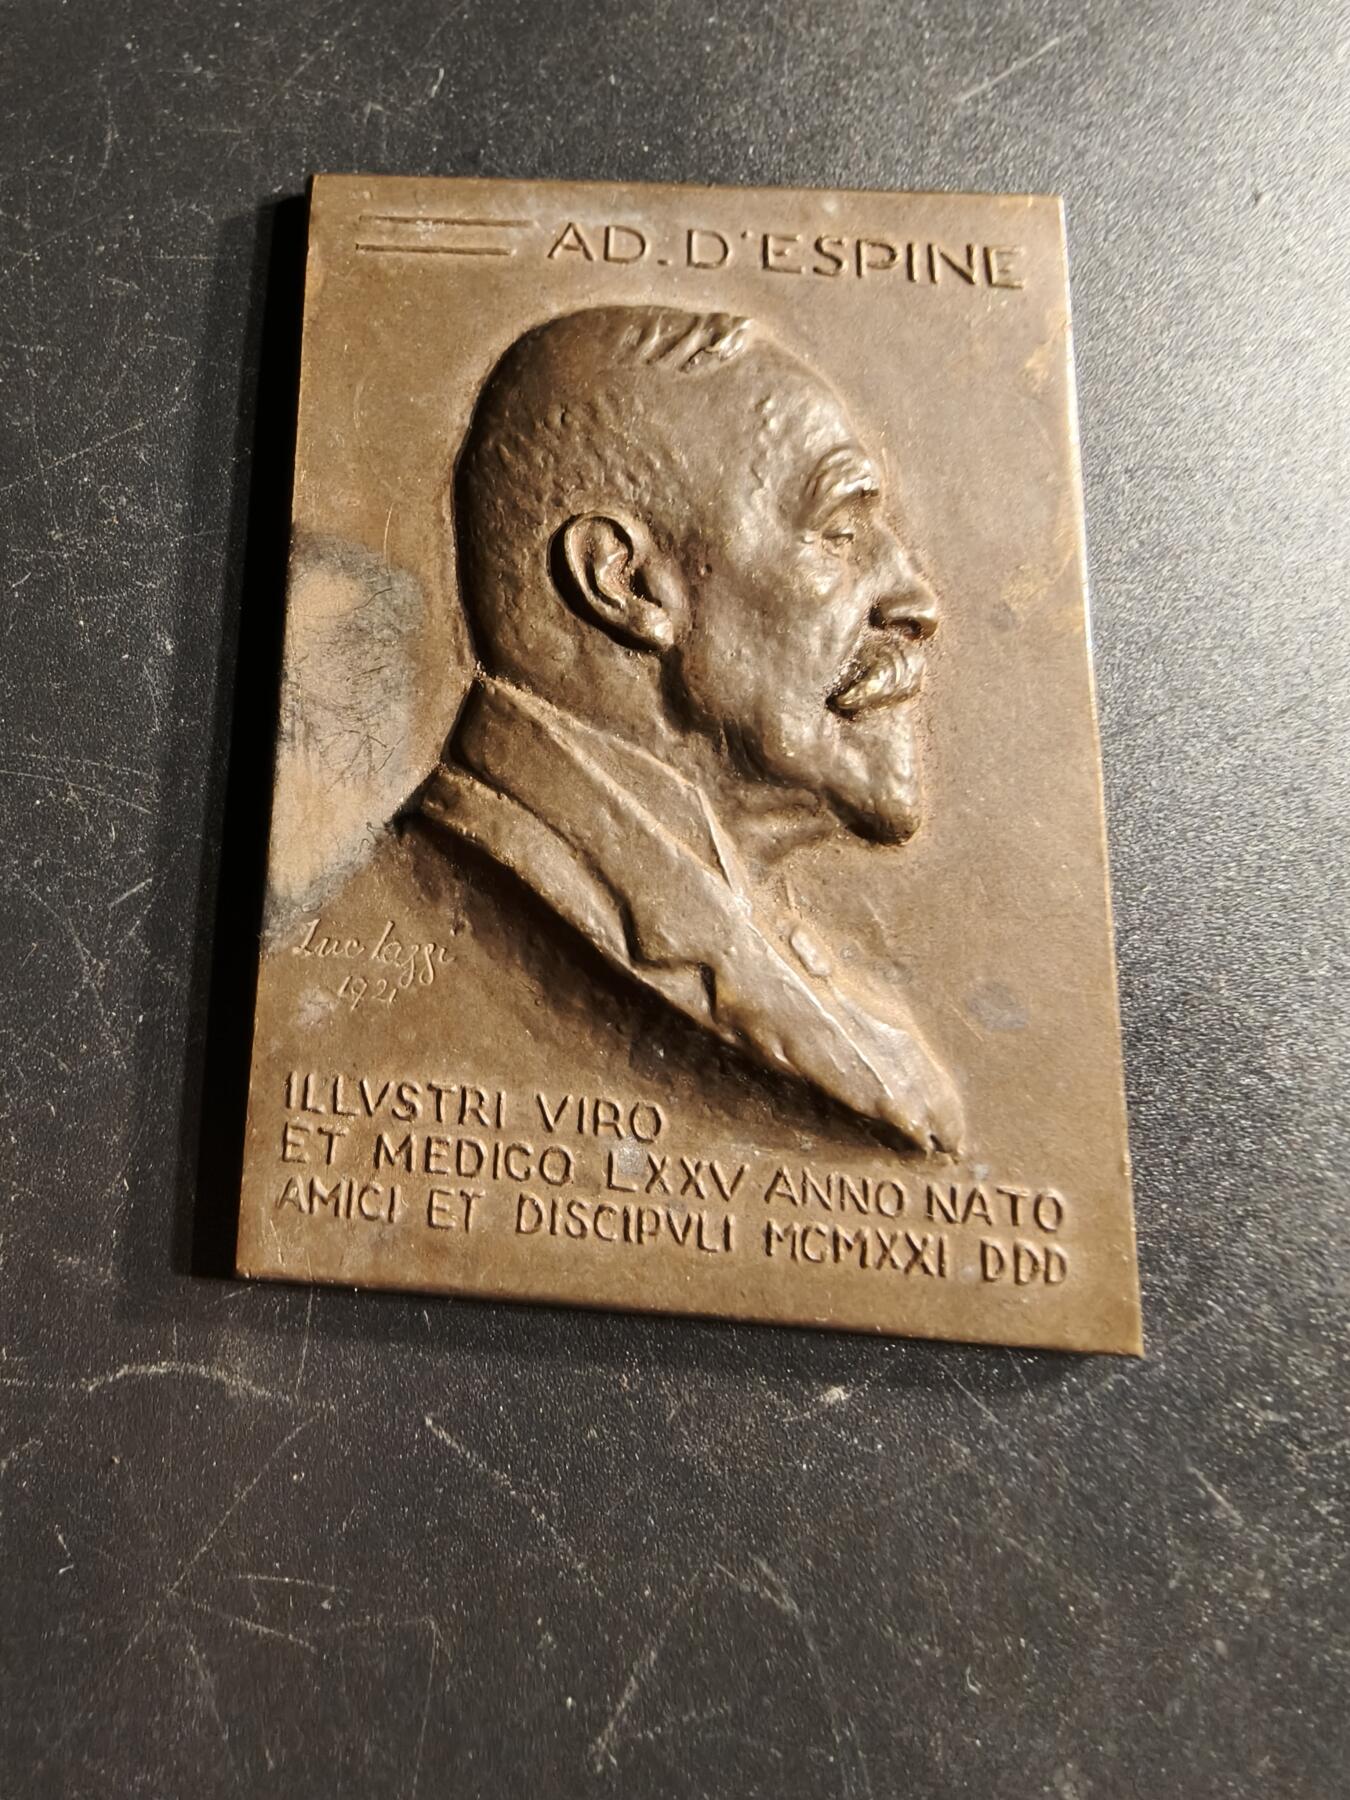 AD. D'ESPINE
Luc Jaggi
1921
ILLVSTRI VIRO
ET MEDICO LXXV ANNO NATO
AMICI ET DISCIPVLI MCMXXI DDD